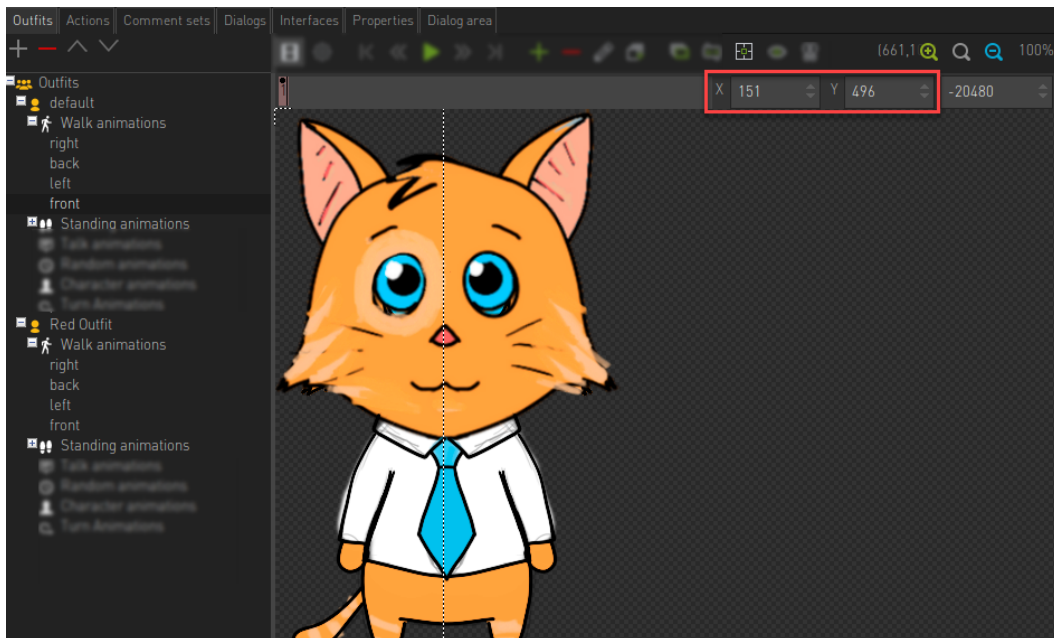 Outfits Actions Comment sets Dialogs Interfaces Properties Dialog area
(661,1 100%
X 151 Y 496 -20480
Outfits
default
Walk animations
right
back
left
front
Standing animations
Talk animations
Random animations
Character animations
Turn Animations
Red Outfit
Walk animations
right
back
left
front
Standing animations
Talk animations
Random animations
Character animations
Turn Animations